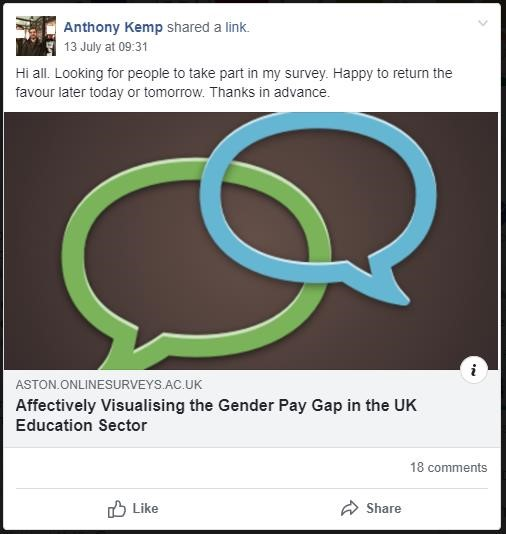 Anthony Kemp shared a link.
13 July at 09:31
Hi all. Looking for people to take part in my survey. Happy to return the
favour later today or tomorrow. Thanks in advance.
i
ASTON.ONLINESURVEYS.AC.UK
Affectively Visualising the Gender Pay Gap in the UK
Education Sector
18 comments
Like Share